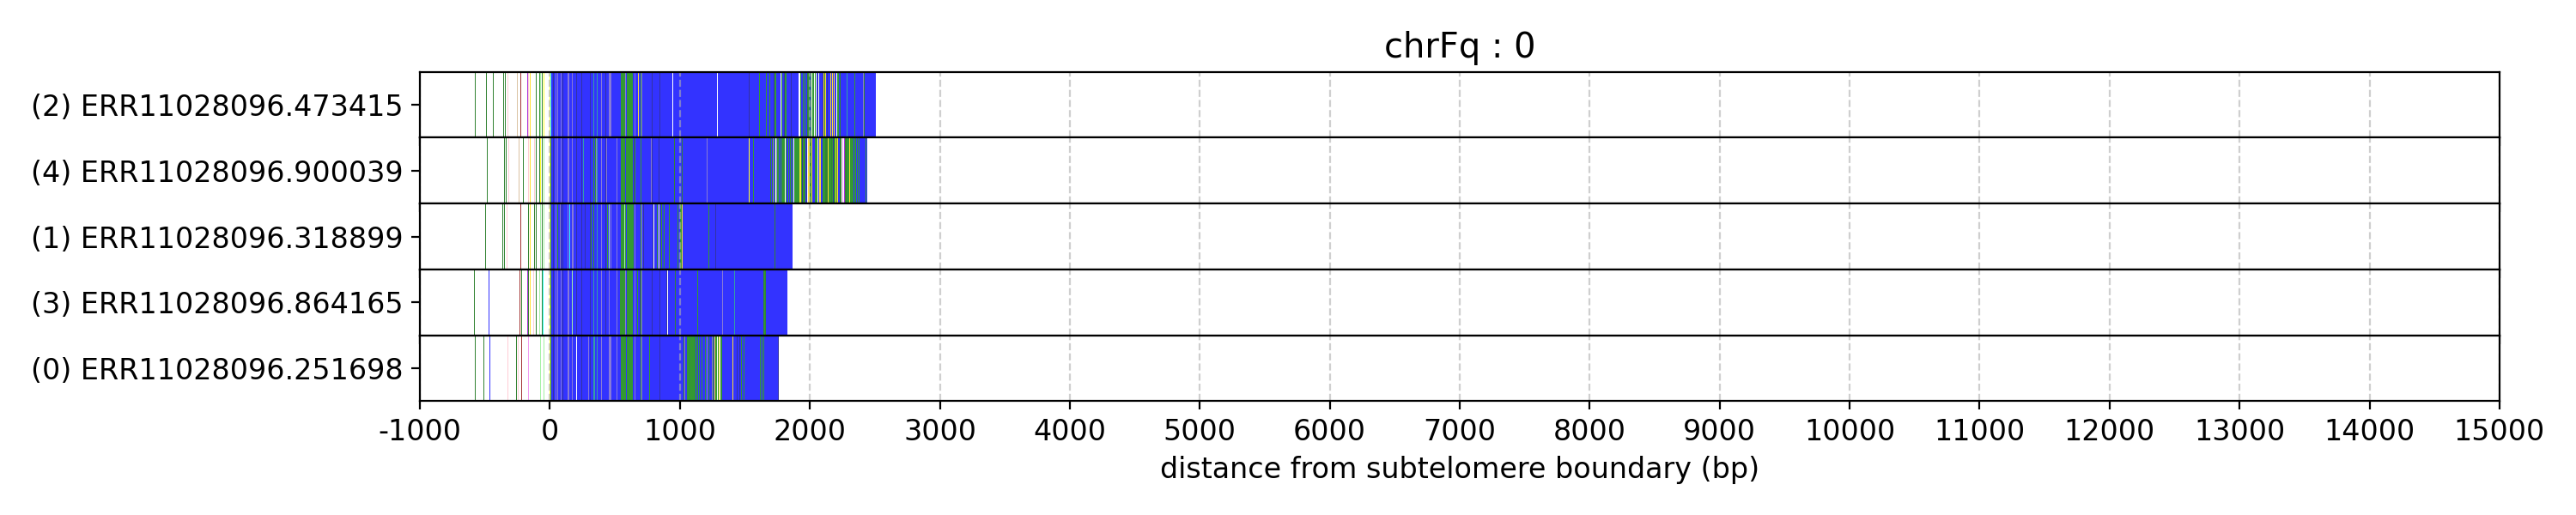 chrFq : 0
(2) ERR11028096.473415
(4) ERR11028096.900039
(1) ERR11028096.318899
(3) ERR11028096.864165
(0) ERR11028096.251698
-1000 0 1000 2000 3000 4000 5000 6000 7000 8000 9000 10000 11000 12000 13000 14000 15000
distance from subtelomere boundary (bp)